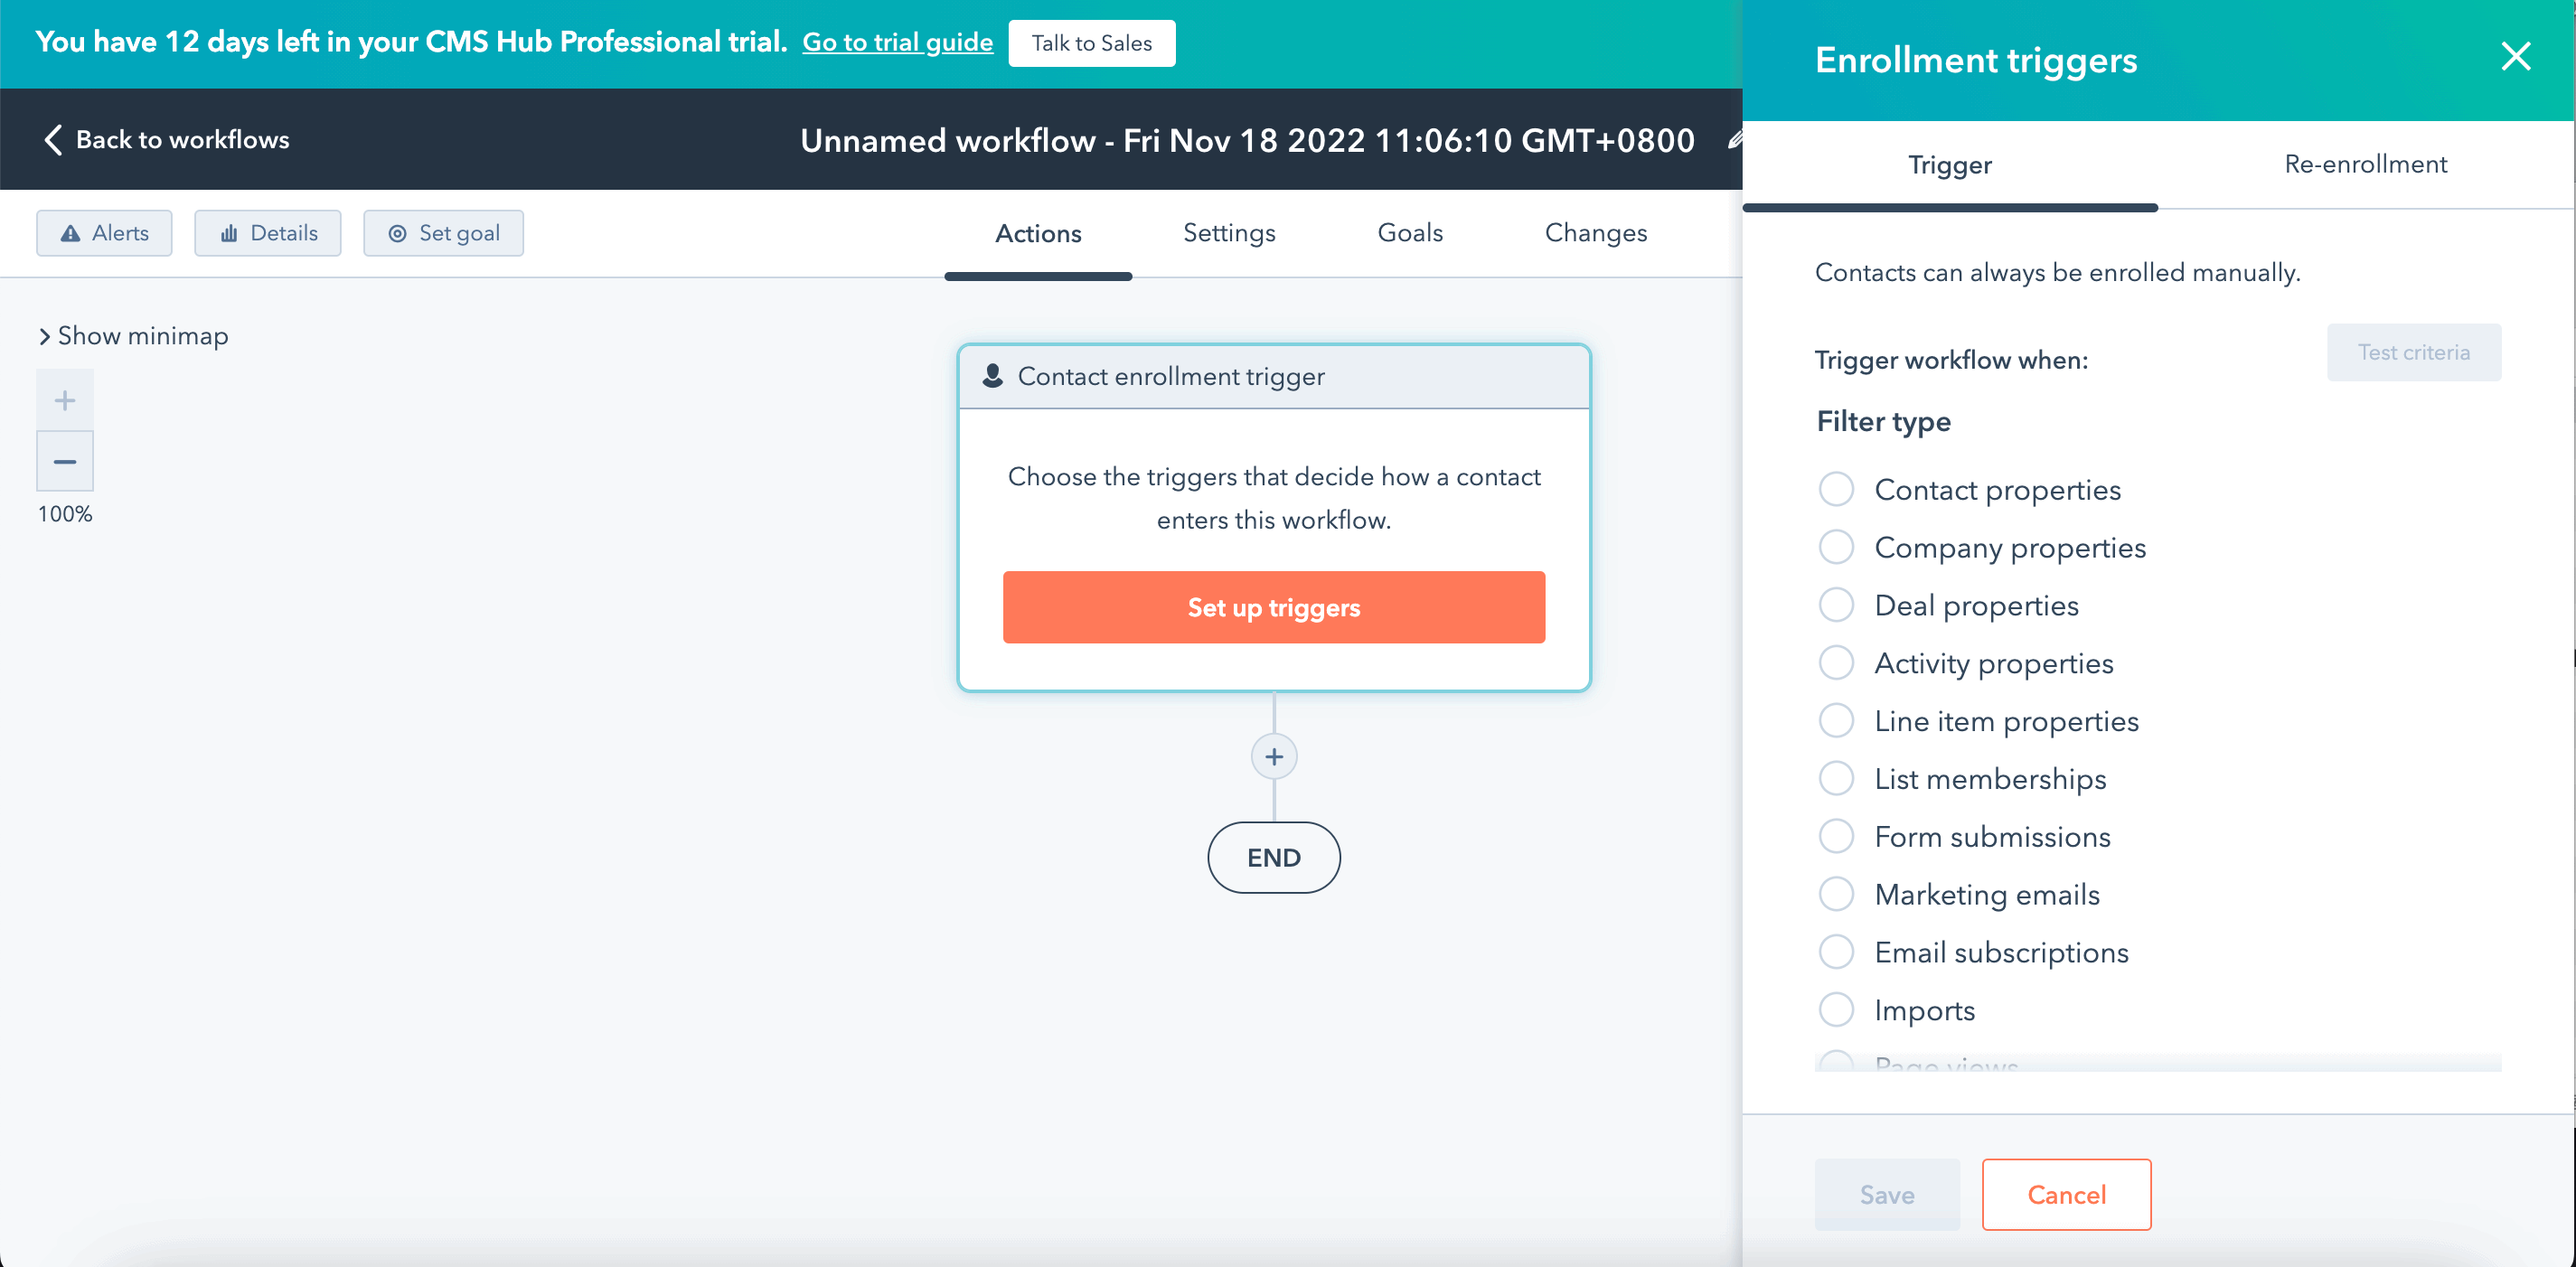 You have 12 days left in your CMS Hub Professional trial. Go to trial guide Talk to Sales
Back to workflows
Unnamed workflow - Fri Nov 18 2022 11:06:10 GMT+0800
Alerts Details Set goal
Actions Settings Goals Changes
Show minimap
100%
Contact enrollment trigger
Choose the triggers that decide how a contact
enters this workflow.
Set up triggers
END
Enrollment triggers
Trigger Re-enrollment
Contacts can always be enrolled manually.
Trigger workflow when: Test criteria
Filter type
Contact properties
Company properties
Deal properties
Activity properties
Line item properties
List memberships
Form submissions
Marketing emails
Email subscriptions
Imports
Page views
Save Cancel